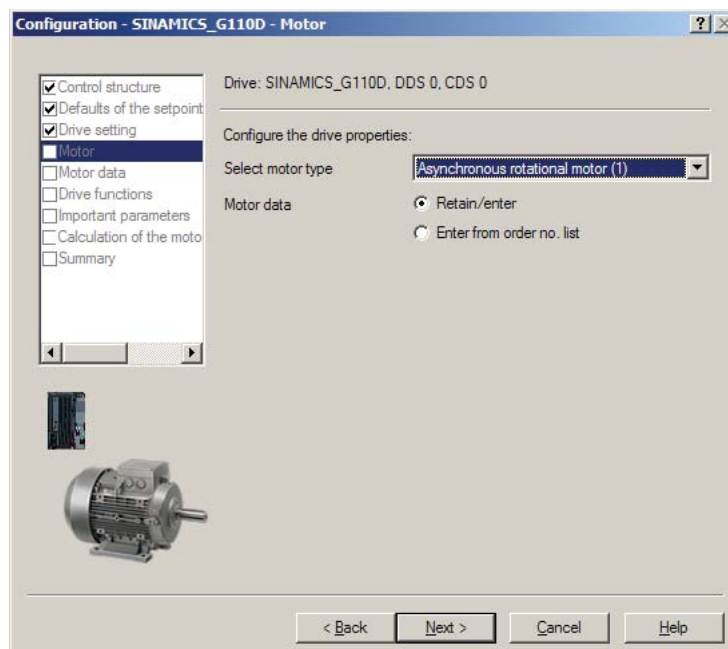 Configuration - SINAMICS_G110D - Motor
Control structure
Defaults of the setpoint
Drive setting
Motor
Motor data
Drive functions
Important parameters
Calculation of the moto
Summary
Drive: SINAMICS_G110D, DDS 0, CDS 0
Configure the drive properties:
Select motor type
Asynchronous rotational motor (1)
Motor data
Retain/enter
Enter from order no. list
< Back
Next >
Cancel
Help